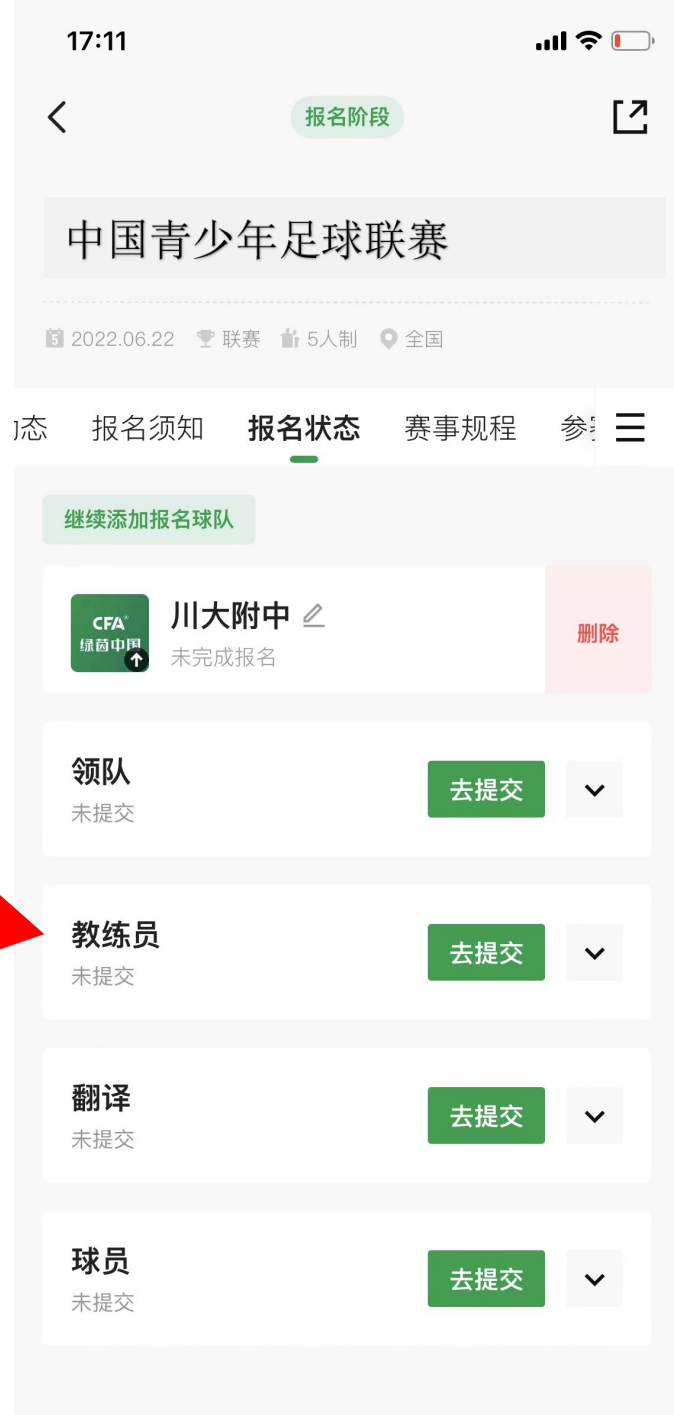 17:11
报名阶段
中国青少年足球联赛
2022.06.22 联赛 5人制 全国
态 报名须知 报名状态 赛事规程 参
继续添加报名球队
CFA
绿茵中国
川大附中
未完成报名
删除
领队
未提交
去提交
教练员
未提交
去提交
翻译
未提交
去提交
球员
未提交
去提交